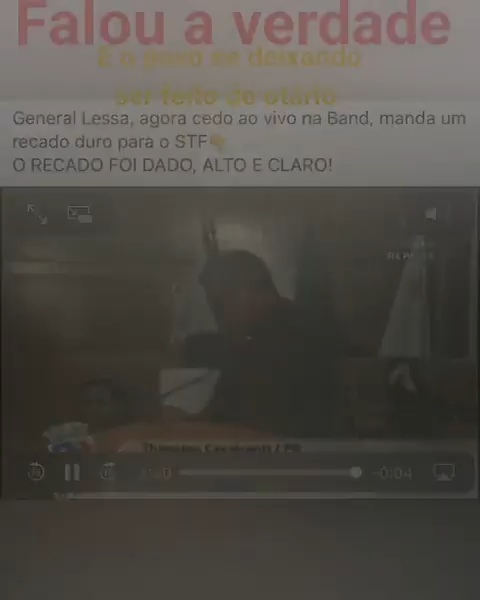 Falou a verdade
E o povo se deixando
ser feito de otário
General Lessa, agora cedo ao vivo na Band, manda um
recado duro para o STF👇
O RECADO FOI DADO, ALTO E CLARO!
-0:04